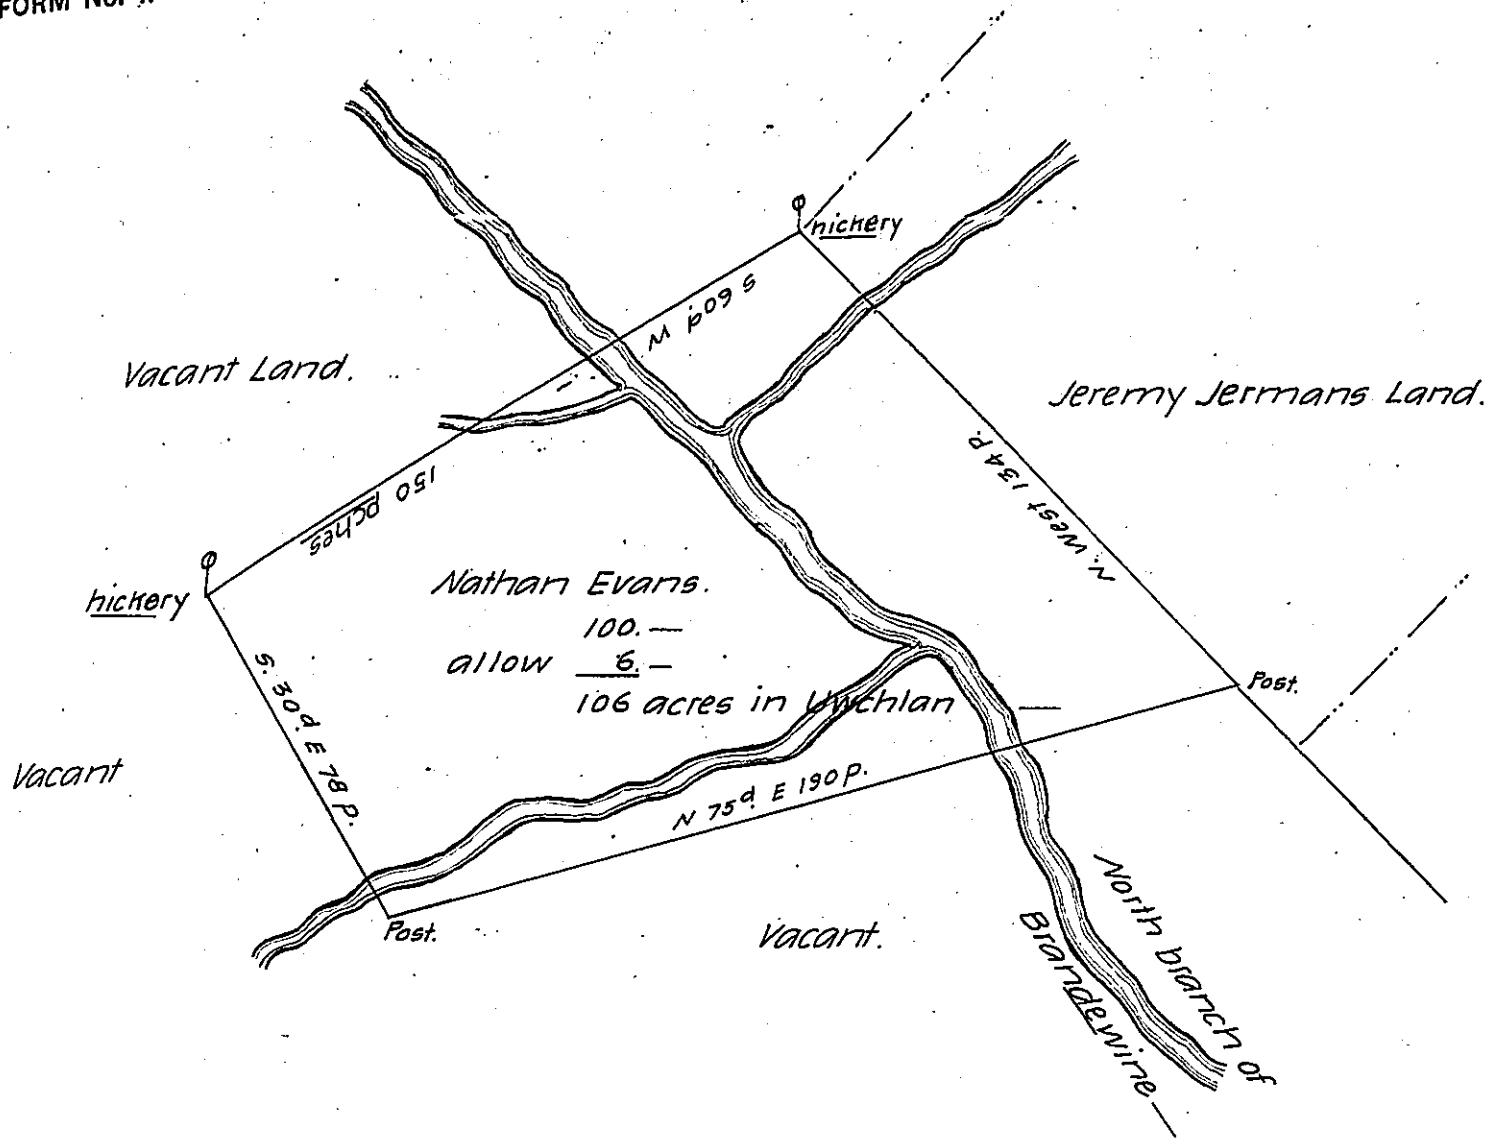 FORM No.
hickery
S 60d W
Vacant Land.
Jeremy Jermans Land.
N. West 134 P.
150 pches
Nathan Evans.
100.—
allow 6.—
106 acres in Uwchlan —
hickery
S. 30d. E 78 P.
Post.
Vacant
N 75d. E 190 P.
Post.
Vacant.
North branch of
Brandewine —